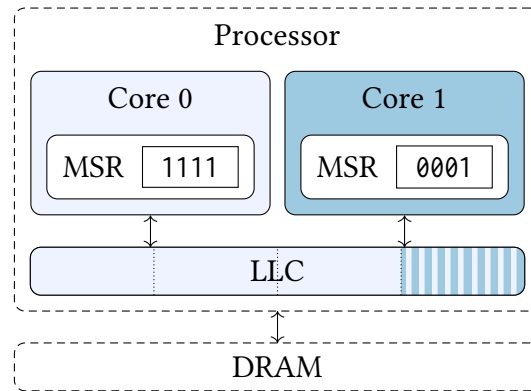 Processor
Core 0 Core 1
MSR 1111 MSR 0001
LLC
DRAM